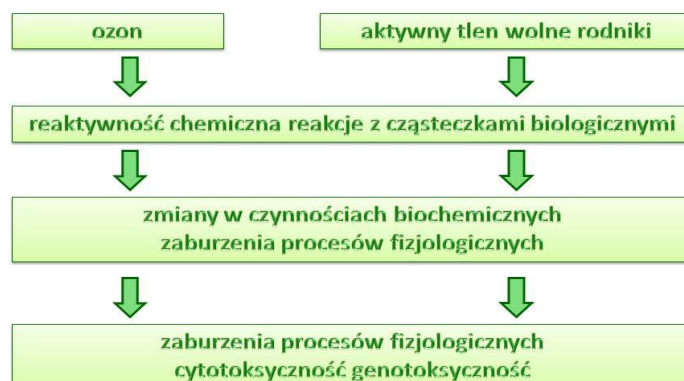 ozon
aktywny tlen wolne rodniki
reaktywność chemiczna reakcje z cząsteczkami biologicznymi
zmiany w czynnościach biochemicznych
zaburzenia procesów fizjologicznych
zaburzenia procesów fizjologicznych
cytotoksyczność genotoksyczność